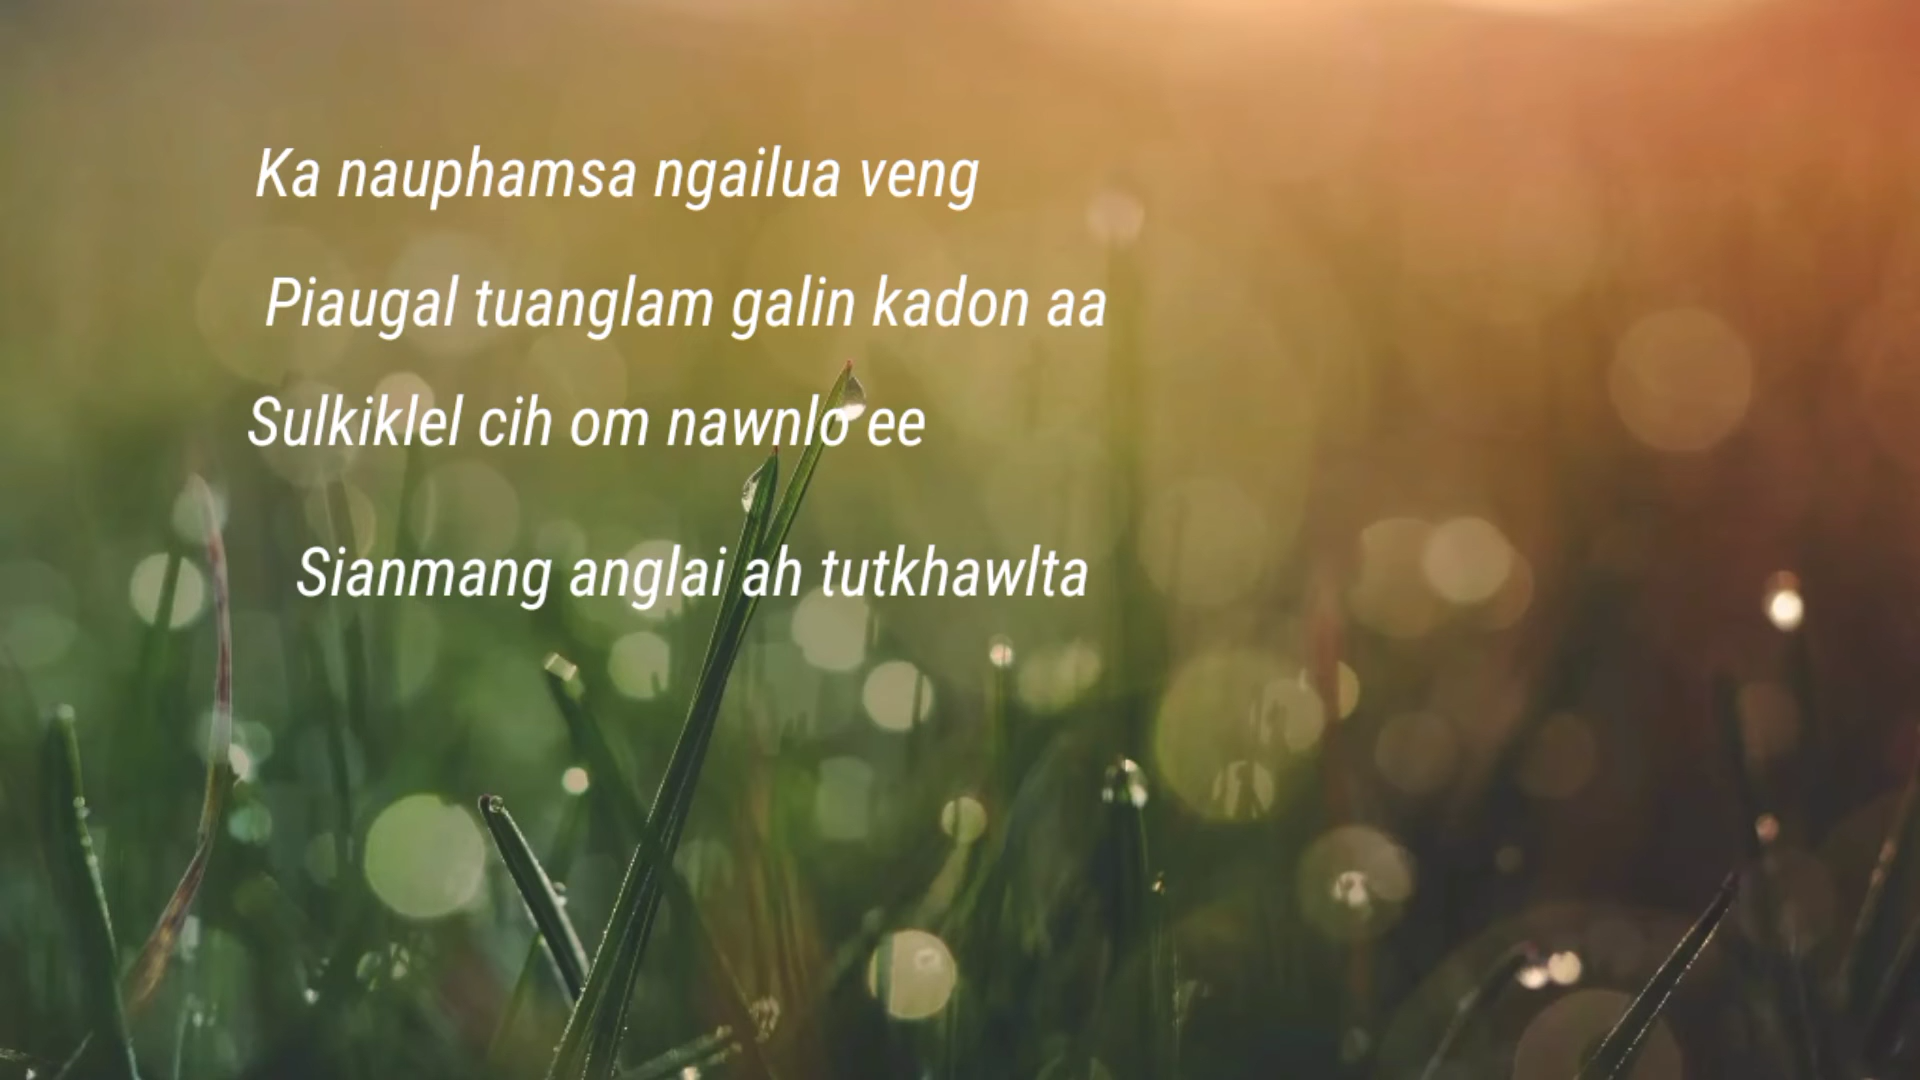 Ka nauphamsa ngailua veng
Piaugal tuanglam galin kadon aa
Sulkiklel cih om nawnlo ee
Sianmang anglai ah tutkhawlta